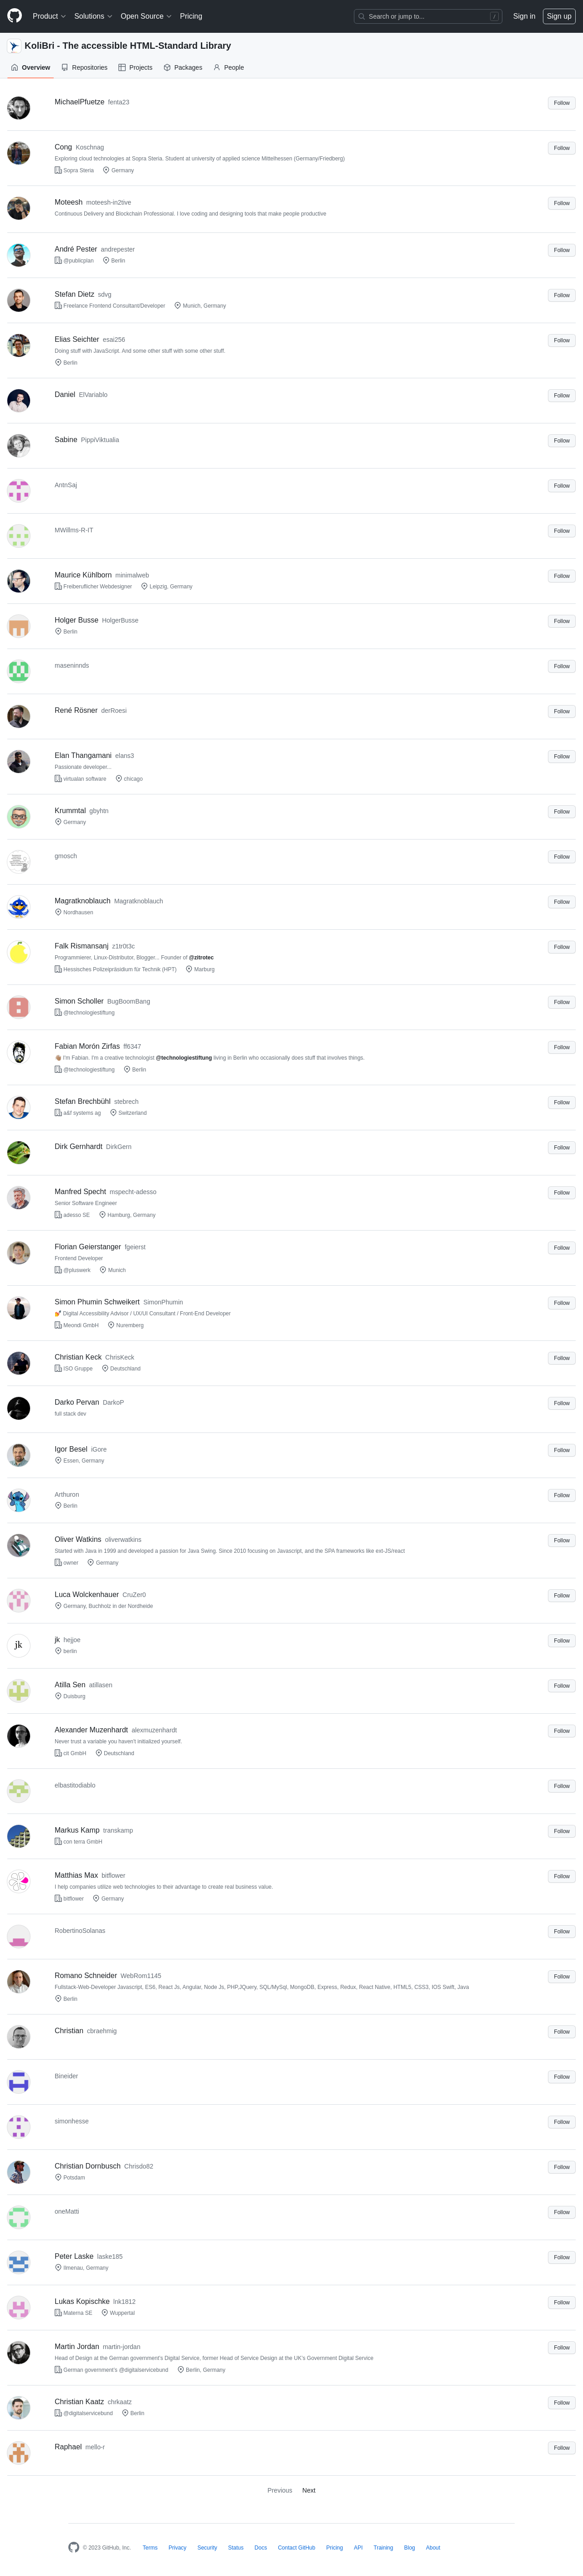 Product Solutions Open Source Pricing Search or jump to... / Sign in Sign up
KoliBri - The accessible HTML-Standard Library
Overview Repositories Projects Packages People
MichaelPfuetze fenta23 Follow
Cong Koschnag Follow
Exploring cloud technologies at Sopra Steria. Student at university of applied science Mittelhessen (Germany/Friedberg)
Sopra Steria Germany
Moteesh moteesh-in2tive Follow
Continuous Delivery and Blockchain Professional. I love coding and designing tools that make people productive
André Pester andrepester Follow
@publicplan Berlin
Stefan Dietz sdvg Follow
Freelance Frontend Consultant/Developer Munich, Germany
Elias Seichter esai256 Follow
Doing stuff with JavaScript. And some other stuff with some other stuff.
Berlin
Daniel ElVanablo Follow
Sabine PippiViktualia Follow
AntriSaj Follow
MWillms-R-IT Follow
Maurice Kühlborn minimalweb Follow
Freiberuflicher Webdesigner Leipzig, Germany
Holger Busse HolgerBusse Follow
Berlin
maseninnds Follow
René Rösner derRoesi Follow
Elan Thangamani elans3 Follow
Passionate developer...
virtualan software chicago
Krummtal gbyhtn Follow
Germany
gmosch Follow
Magratknoblauch Magratknoblauch Follow
Nordhausen
Falk Rismansanj z1tr0t3c Follow
Programmierer, Linux-Distributor, Blogger... Founder of @zitrotec
Hessisches Polizeipräsidium für Technik (HPT) Marburg
Simon Scholler BugBoomBang Follow
@technologiestiftung
Fabian Morón Zirfas ff6347 Follow
👋🏽 I'm Fabian. I'm a creative technologist @technologiestiftung living in Berlin who occasionally does stuff that involves things.
@technologiestiftung Berlin
Stefan Brechbühl stebrech Follow
a&f systems ag Switzerland
Dirk Gernhardt DirkGern Follow
Manfred Specht mspecht-adesso Follow
Senior Software Engineer
adesso SE Hamburg, Germany
Florian Geierstanger fgeierst Follow
Frontend Developer
@pluswerk Munich
Simon Phumin Schweikert SimonPhumin Follow
💅 Digital Accessibility Advisor / UX/UI Consultant / Front-End Developer
Meondi GmbH Nuremberg
Christian Keck ChrisKeck Follow
ISO Gruppe Deutschland
Darko Pervan DarkoP Follow
full stack dev
Igor Besel iGore Follow
Essen, Germany
Arthuron Follow
Berlin
Oliver Watkins oliverwatkins Follow
Started with Java in 1999 and developed a passion for Java Swing. Since 2010 focusing on Javascript, and the SPA frameworks like ext-JS/react
owner Germany
Luca Wolckenhauer CruZer0 Follow
Germany, Buchholz in der Nordheide
jk
jk hejjoe Follow
berlin
Atilla Sen atillasen Follow
Duisburg
Alexander Muzenhardt alexmuzenhardt Follow
Never trust a variable you haven't initialized yourself.
cit GmbH Deutschland
elbastitodiablo Follow
Markus Kamp transkamp Follow
con terra GmbH
Matthias Max bitflower Follow
I help companies utilize web technologies to their advantage to create real business value.
bitflower Germany
RobertinoSolanas Follow
Romano Schneider WebRom1145 Follow
Fullstack-Web-Developer Javascript, ES6, React Js, Angular, Node Js, PHP,JQuery, SQL/MySql, MongoDB, Express, Redux, React Native, HTML5, CSS3, IOS Swift, Java
Berlin
Christian cbraehmig Follow
Bineider Follow
simonhesse Follow
Christian Dornbusch Chrisdo82 Follow
Potsdam
oneMatti Follow
Peter Laske laske185 Follow
Ilmenau, Germany
Lukas Kopischke lnk1812 Follow
Materna SE Wuppertal
Martin Jordan martin-jordan Follow
Head of Design at the German government's Digital Service, former Head of Service Design at the UK's Government Digital Service
German government's @digitalservicebund Berlin, Germany
Christian Kaatz chrkaatz Follow
@digitalservicebund Berlin
Raphael mello-r Follow
Previous Next
© 2023 GitHub, Inc. Terms Privacy Security Status Docs Contact GitHub Pricing API Training Blog About